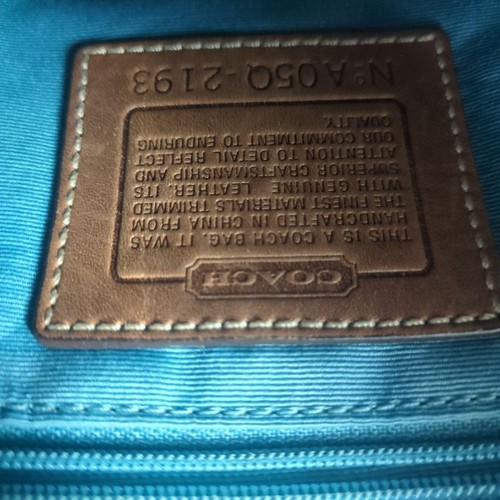 COACH
THIS IS A COACH BAG. IT WAS
HANDCRAFTED IN CHINA FROM
THE FINEST MATERIALS TRIMMED
WITH GENUINE LEATHER. ITS
SUPERIOR CRAFTSMANSHIP AND
ATTENTION TO DETAIL REFLECT
OUR COMMITMENT TO ENDURING
QUALITY.
Nº A05Q-2193